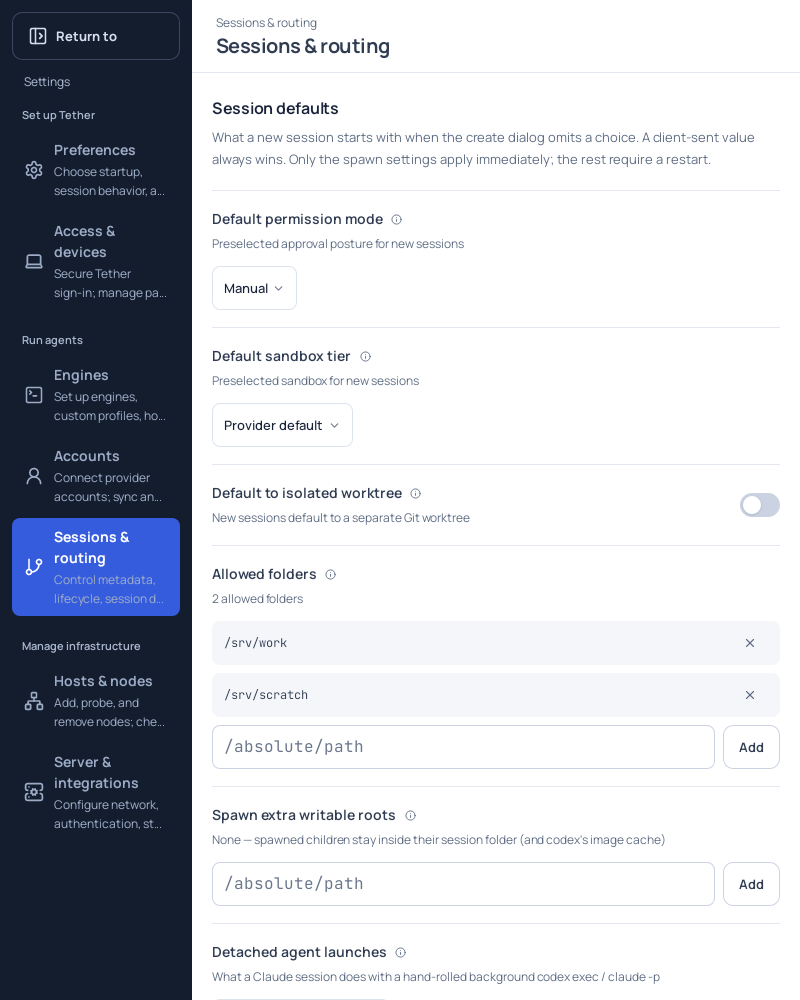 Return to
Settings
Set up Tether
Preferences
Choose startup,
session behavior, a...
Access &
devices
Secure Tether
sign-in; manage pa...
Run agents
Engines
Set up engines,
custom profiles, ho...
Accounts
Connect provider
accounts; sync an...
Sessions &
routing
Control metadata,
lifecycle, session d...
Manage infrastructure
Hosts & nodes
Add, probe, and
remove nodes; che...
Server &
integrations
Configure network,
authentication, st...
Sessions & routing
Sessions & routing
Session defaults
What a new session starts with when the create dialog omits a choice. A client-sent value
always wins. Only the spawn settings apply immediately; the rest require a restart.
Default permission mode
Preselected approval posture for new sessions
Manual
Default sandbox tier
Preselected sandbox for new sessions
Provider default
Default to isolated worktree
New sessions default to a separate Git worktree
Allowed folders
2 allowed folders
/srv/work
/srv/scratch
/absolute/path
Add
Spawn extra writable roots
None — spawned children stay inside their session folder (and codex's image cache)
/absolute/path
Add
Detached agent launches
What a Claude session does with a hand-rolled background codex exec / claude -p